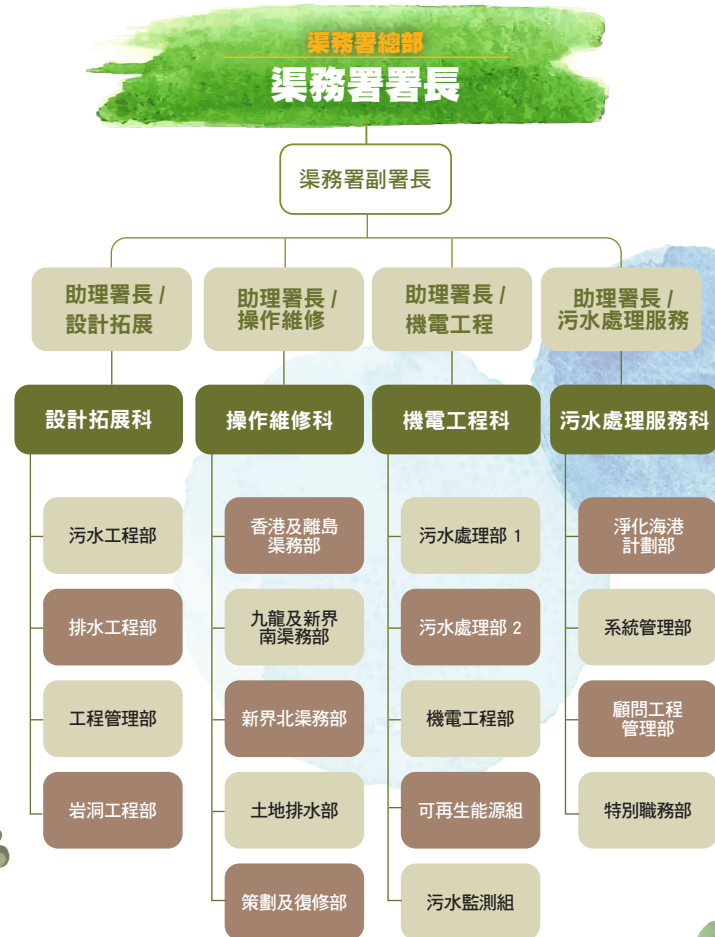 渠務署總部
渠務署署長
渠務署副署長
助理署長 /
設計拓展
助理署長 /
操作維修
助理署長 /
機電工程
助理署長 /
污水處理服務
設計拓展科
操作維修科
機電工程科
污水處理服務科
污水工程部
排水工程部
工程管理部
岩洞工程部
香港及離島
渠務部
九龍及新界
南渠務部
新界北渠務部
土地排水部
策劃及復修部
污水處理部 1
污水處理部 2
機電工程部
可再生能源組
污水監測組
淨化海港
計劃部
系統管理部
顧問工程
管理部
特別職務部